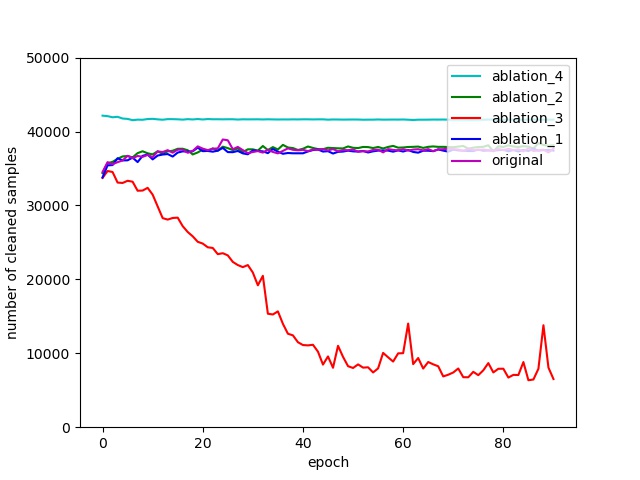 50000
40000
30000
20000
10000
0
number of cleaned samples
0 20 40 60 80
epoch
ablation_4
ablation_2
ablation_3
ablation_1
original